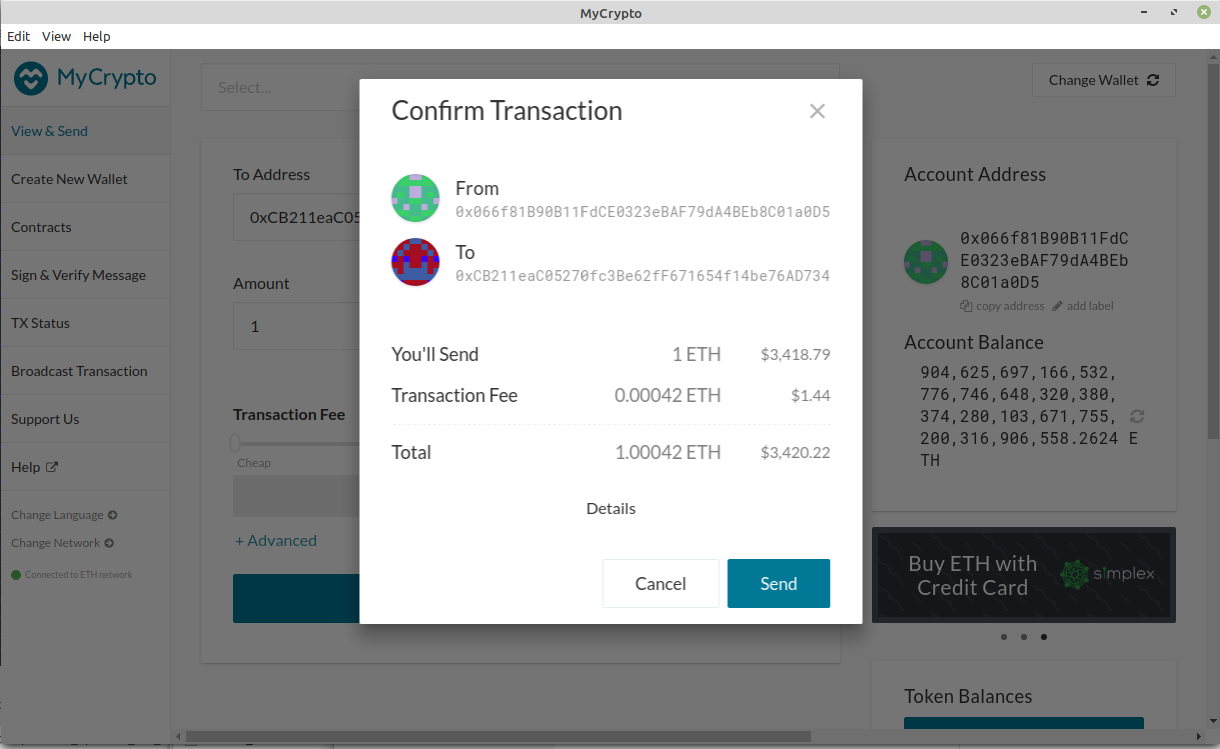 MyCrypto
Edit View Help
MyCrypto
Select...
Change Wallet
View & Send
Create New Wallet
Contracts
Sign & Verify Message
TX Status
Broadcast Transaction
Support Us
Help
Change Language
Change Network
Connected to ETH network
To Address
0xCB211eaC05
Amount
1
Transaction Fee
Cheap
+ Advanced
Confirm Transaction
From
0x066f81B90B11FdCE0323eBAF79dA4BEb8C01a0D5
To
0xCB211eaC05270fc3Be62fF671654f14be76AD734
You'll Send 1 ETH $3,418.79
Transaction Fee 0.00042 ETH $1.44
Total 1.00042 ETH $3,420.22
Details
Cancel Send
Account Address
0x066f81B90B11FdC
E0323eBAF79dA4BEb
8C01a0D5
copy address add label
Account Balance
904,625,697,166,532,
776,746,648,320,380,
374,280,103,671,755,
200,316,906,558.2624 E
TH
Buy ETH with
Credit Card
simplex
Token Balances